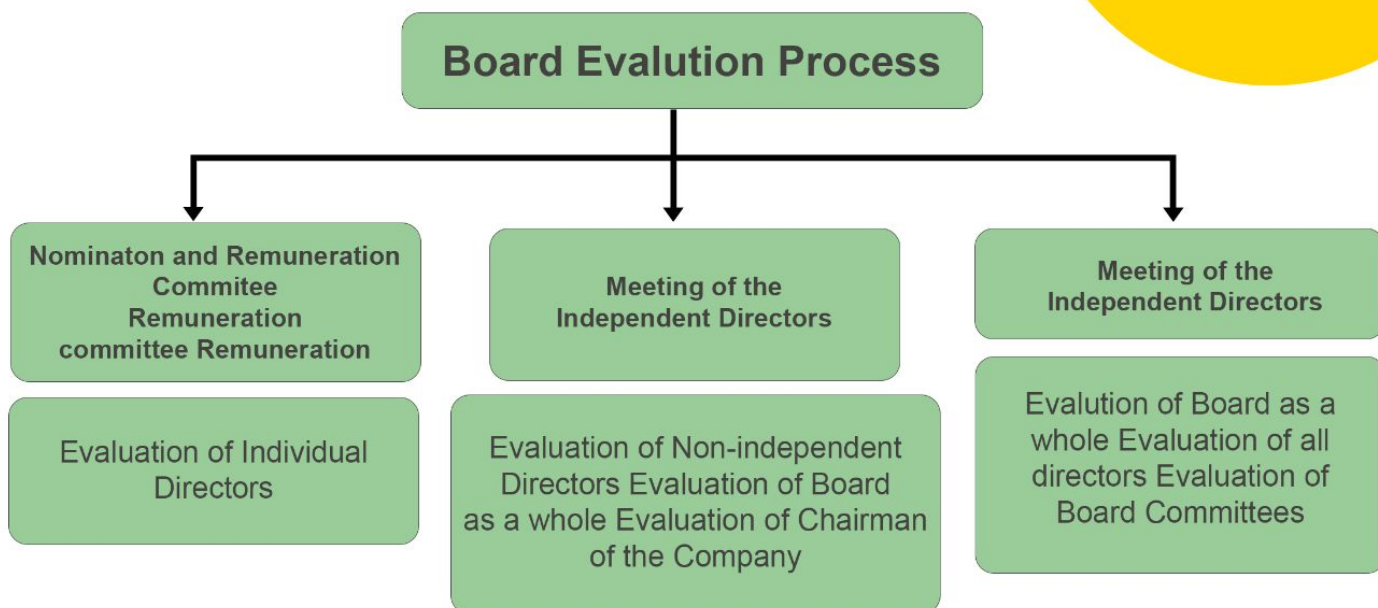 Board Evalution Process
Nominaton and Remuneration
Commitee
Remuneration
committee Remuneration
Evaluation of Individual
Directors
Meeting of the
Independent Directors
Evaluation of Non-independent
Directors Evaluation of Board
as a whole Evaluation of Chairman
of the Company
Meeting of the
Independent Directors
Evalution of Board as a
whole Evaluation of all
directors Evaluation of
Board Committees